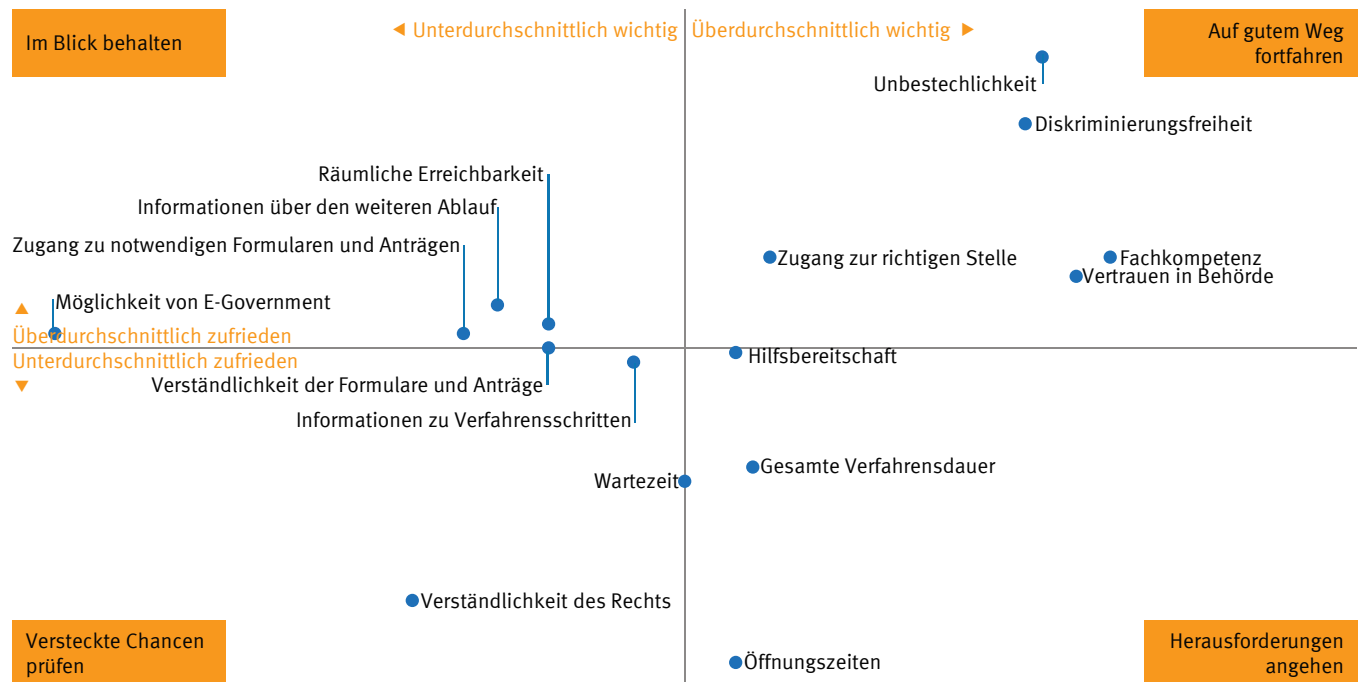 Im Blick behalten
◄ Unterdurchschnittlich wichtig
Überdurchschnittlich wichtig ►
Auf gutem Weg
fortfahren
Unbestechlichkeit
Diskriminierungsfreiheit
Räumliche Erreichbarkeit
Informationen über den weiteren Ablauf
Zugang zu notwendigen Formularen und Anträgen
Zugang zur richtigen Stelle
Fachkompetenz
Vertrauen in Behörde
Möglichkeit von E-Government
▲
Überdurchschnittlich zufrieden
Unterdurchschnittlich zufrieden
▼
Hilfsbereitschaft
Verständlichkeit der Formulare und Anträge
Informationen zu Verfahrensschritten
Gesamte Verfahrensdauer
Wartezeit
Verständlichkeit des Rechts
Versteckte Chancen
prüfen
Öffnungszeiten
Herausforderungen
angehen